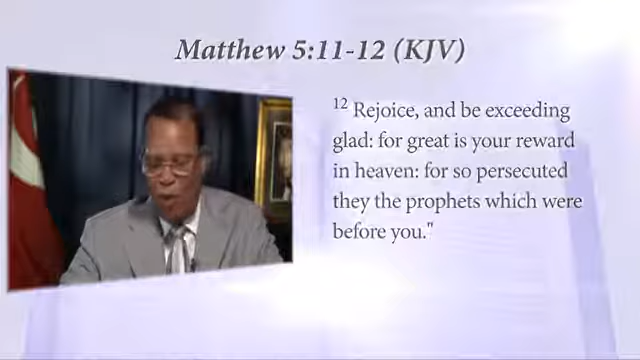 Matthew 5:11-12 (KJV)
12 Rejoice, and be exceeding
glad: for great is your reward
in heaven: for so persecuted
they the prophets which were
before you."